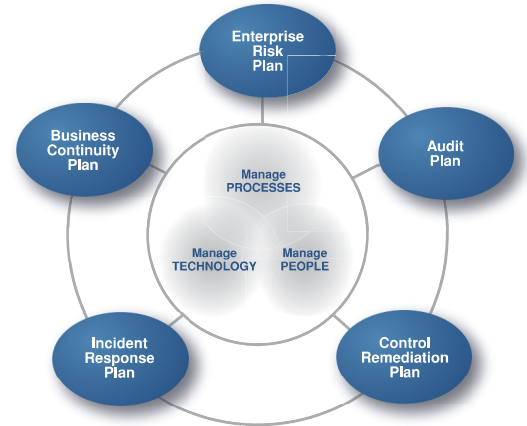 Enterprise
Risk
Plan
Business
Continuity
Plan
Audit
Plan
Manage
PROCESSES
Manage
TECHNOLOGY
Manage
PEOPLE
Incident
Response
Plan
Control
Remediation
Plan